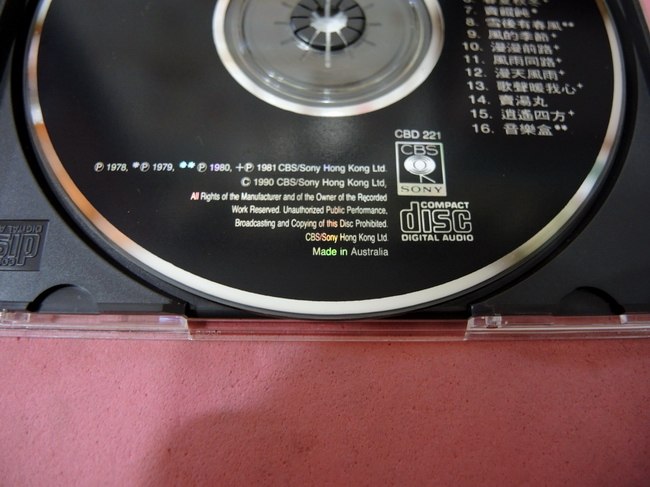 8. 雪後有春風**
9. 風的季節+
10. 漫漫前路+
11. 風雨同路+
12. 漫天風雨+
13. 歌聲暖我心+
14. 賣湯丸
15. 逍遙四方+
16. 音樂盒**
CBD 221
CBS
SONY
℗ 1978, *℗ 1979, **℗ 1980, +℗ 1981 CBS/Sony Hong Kong Ltd.
© 1990 CBS/Sony Hong Kong Ltd,
All Rights of the Manufacturer and of the Owner of the Recorded
Work Reserved. Unauthorized Public Performance,
Broadcasting and Copying of this Disc Prohibited.
CBS/Sony Hong Kong Ltd.
Made in Australia
COMPACT
disc
DIGITAL AUDIO